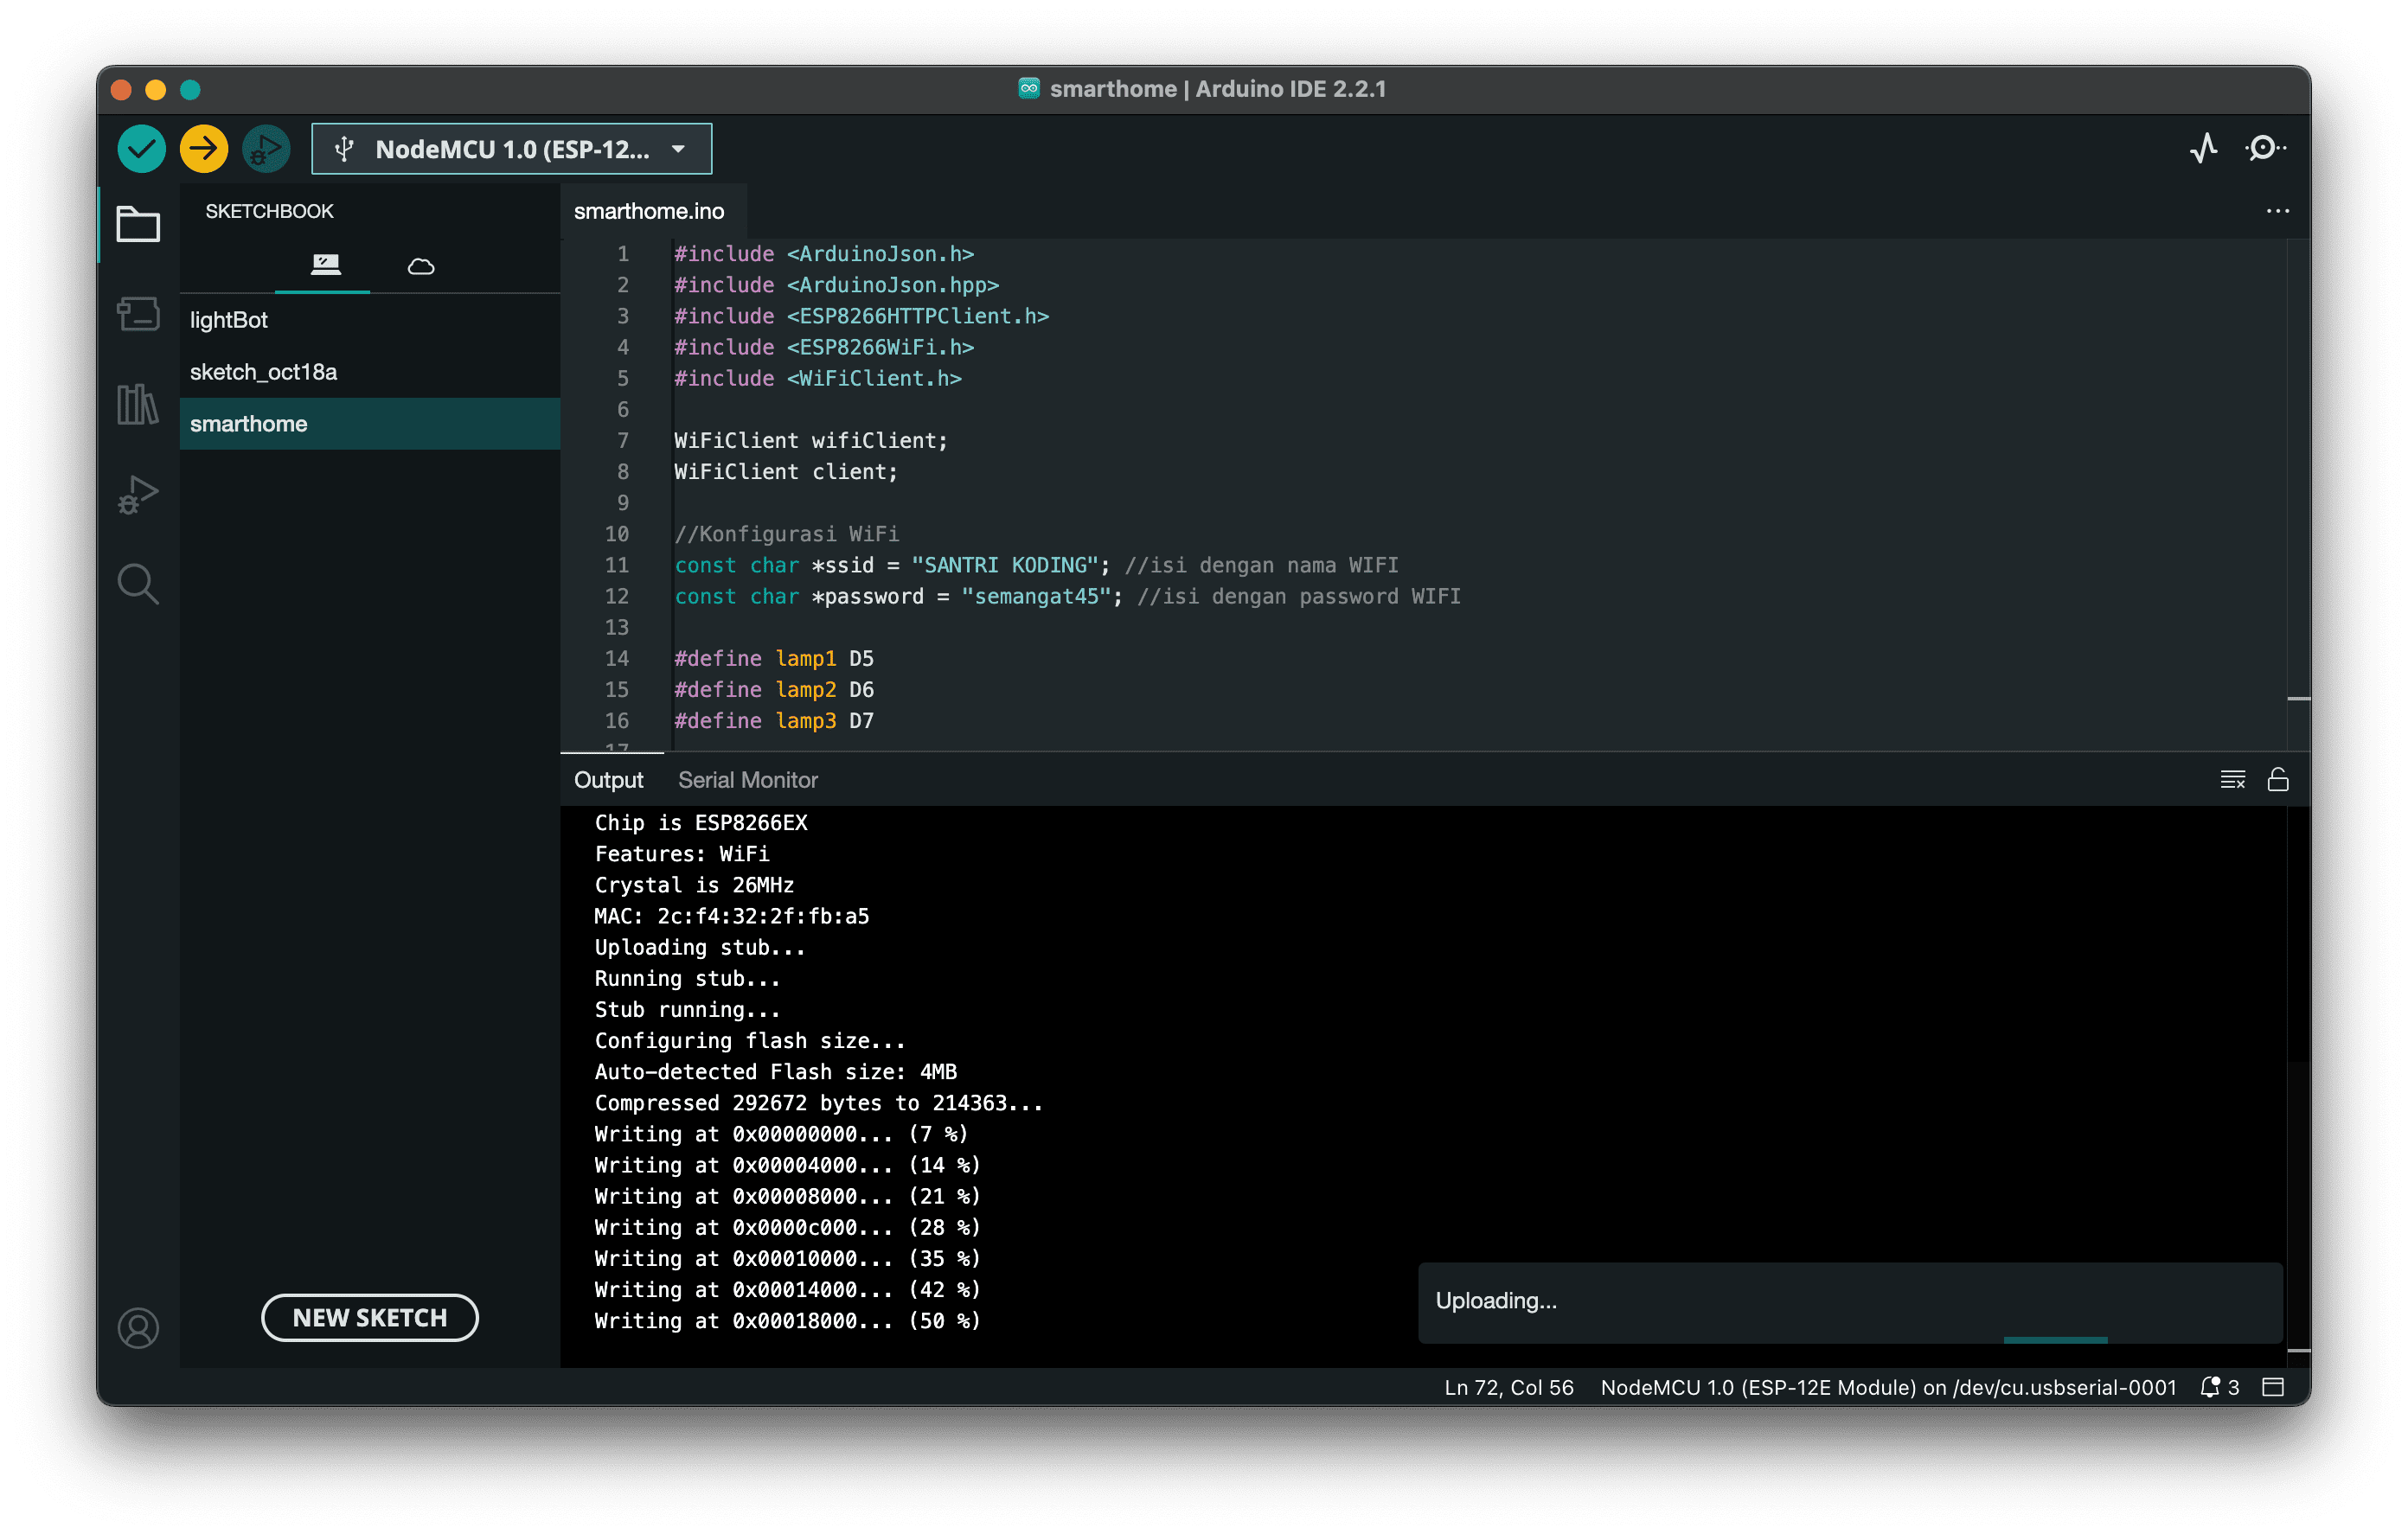 smarthome | Arduino IDE 2.2.1
NodeMCU 1.0 (ESP-12...
SKETCHBOOK
lightBot
sketch_oct18a
smarthome
NEW SKETCH
smarthome.ino
1 #include <ArduinoJson.h>
2 #include <ArduinoJson.hpp>
3 #include <ESP8266HTTPClient.h>
4 #include <ESP8266WiFi.h>
5 #include <WiFiClient.h>
6
7 WiFiClient wifiClient;
8 WiFiClient client;
9
10 //Konfigurasi WiFi
11 const char *ssid = "SANTRI KODING"; //isi dengan nama WIFI
12 const char *password = "semangat45"; //isi dengan password WIFI
13
14 #define lamp1 D5
15 #define lamp2 D6
16 #define lamp3 D7
17
Output Serial Monitor
Chip is ESP8266EX
Features: WiFi
Crystal is 26MHz
MAC: 2c:f4:32:2f:fb:a5
Uploading stub...
Running stub...
Stub running...
Configuring flash size...
Auto-detected Flash size: 4MB
Compressed 292672 bytes to 214363...
Writing at 0x00000000... (7 %)
Writing at 0x00004000... (14 %)
Writing at 0x00008000... (21 %)
Writing at 0x0000c000... (28 %)
Writing at 0x00010000... (35 %)
Writing at 0x00014000... (42 %)
Writing at 0x00018000... (50 %)
Uploading...
Ln 72, Col 56 NodeMCU 1.0 (ESP-12E Module) on /dev/cu.usbserial-0001 3